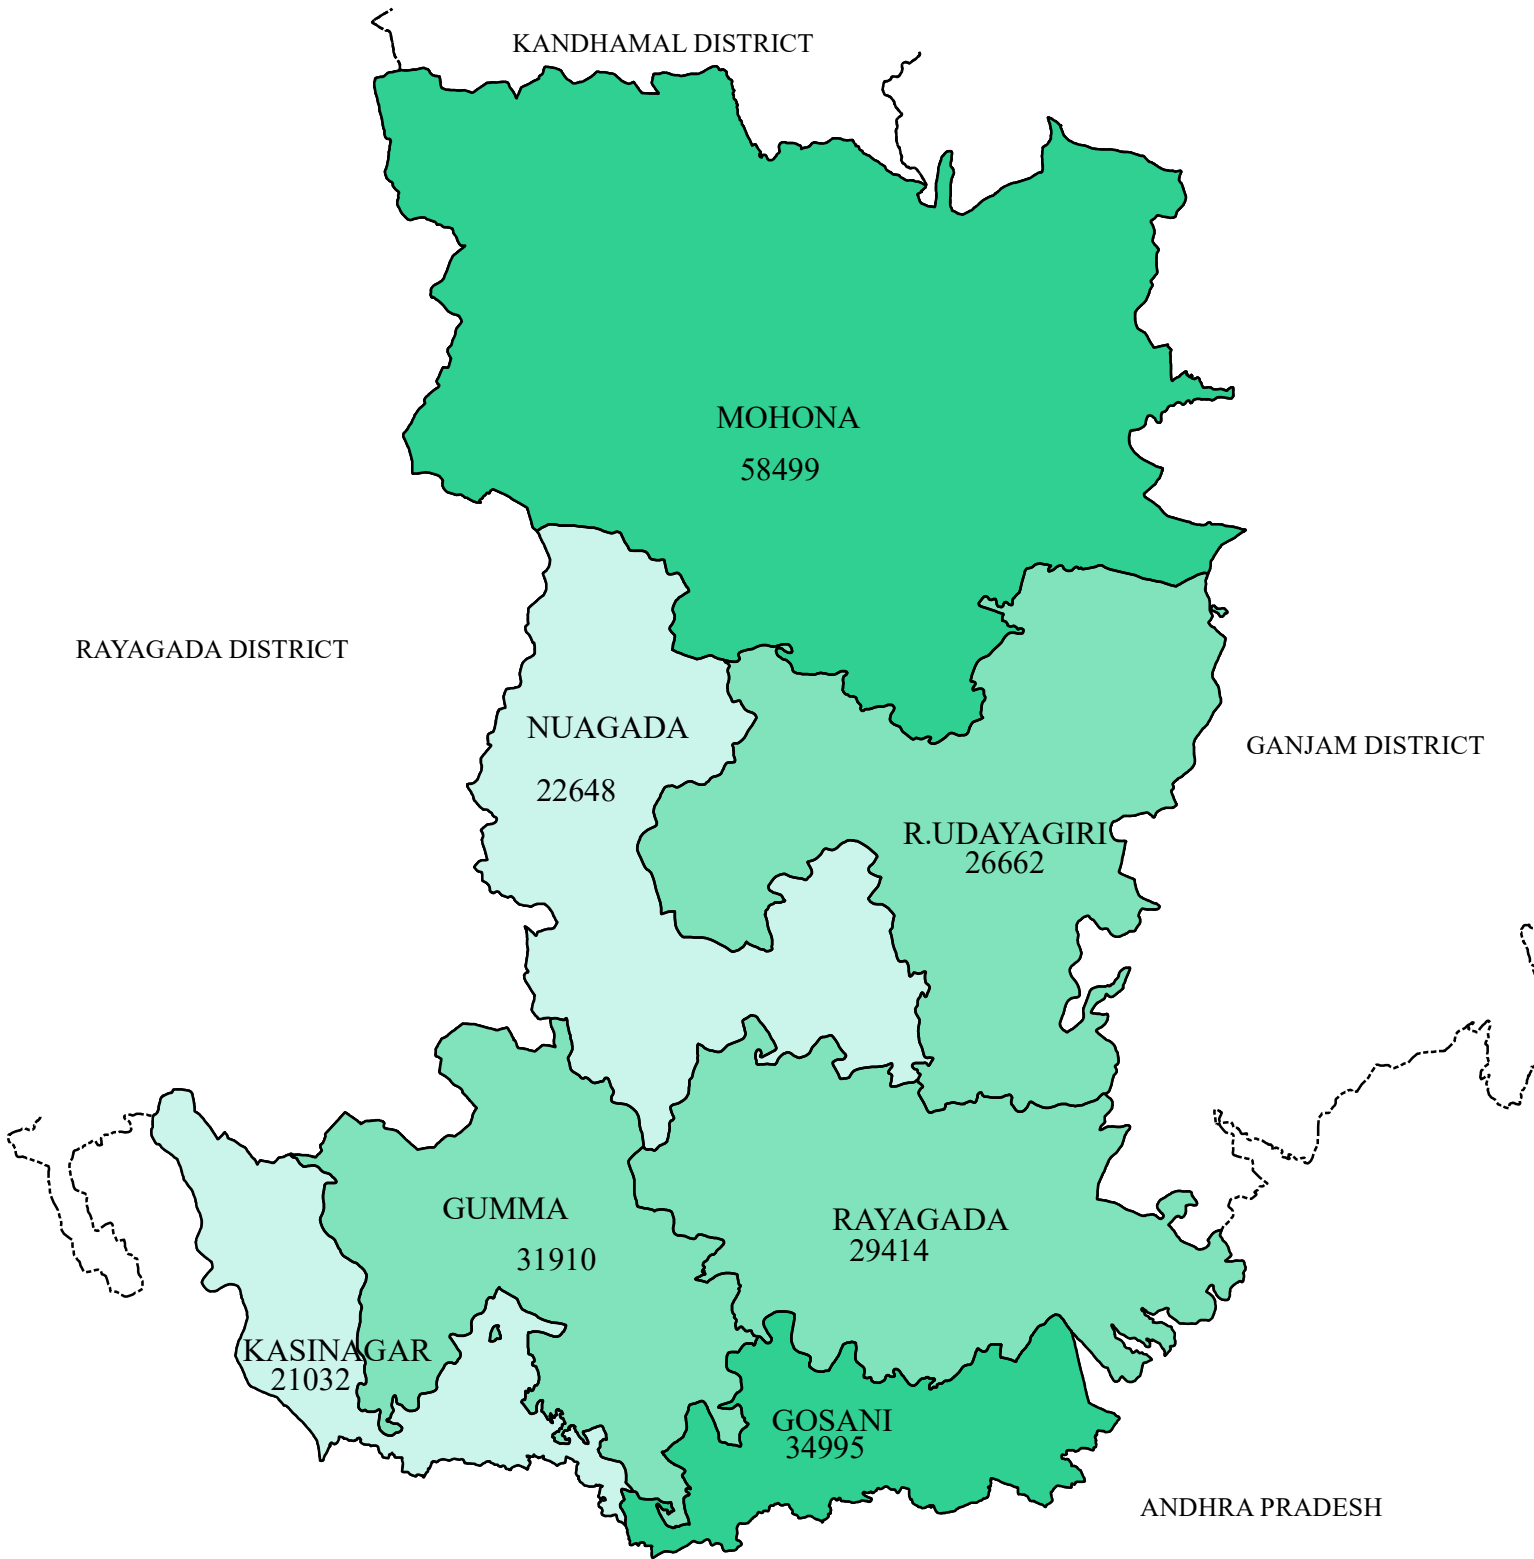 KANDHAMAL DISTRICT
MOHONA
58499
RAYAGADA DISTRICT
NUAGADA
22648
GANJAM DISTRICT
R.UDAYAGIRI
26662
GUMMA
31910
RAYAGADA
29414
KASINAGAR
21032
GOSANI
34995
ANDHRA PRADESH